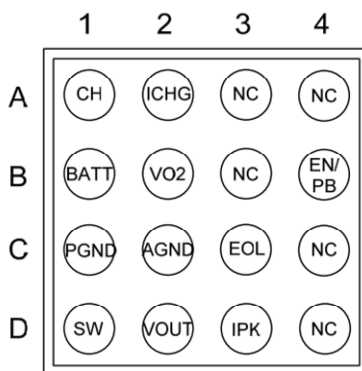 1 2 3 4
A CH ICHG NC NC
B BATT VO2 NC EN/
PB
C PGND AGND EOL NC
D SW VOUT IPK NC